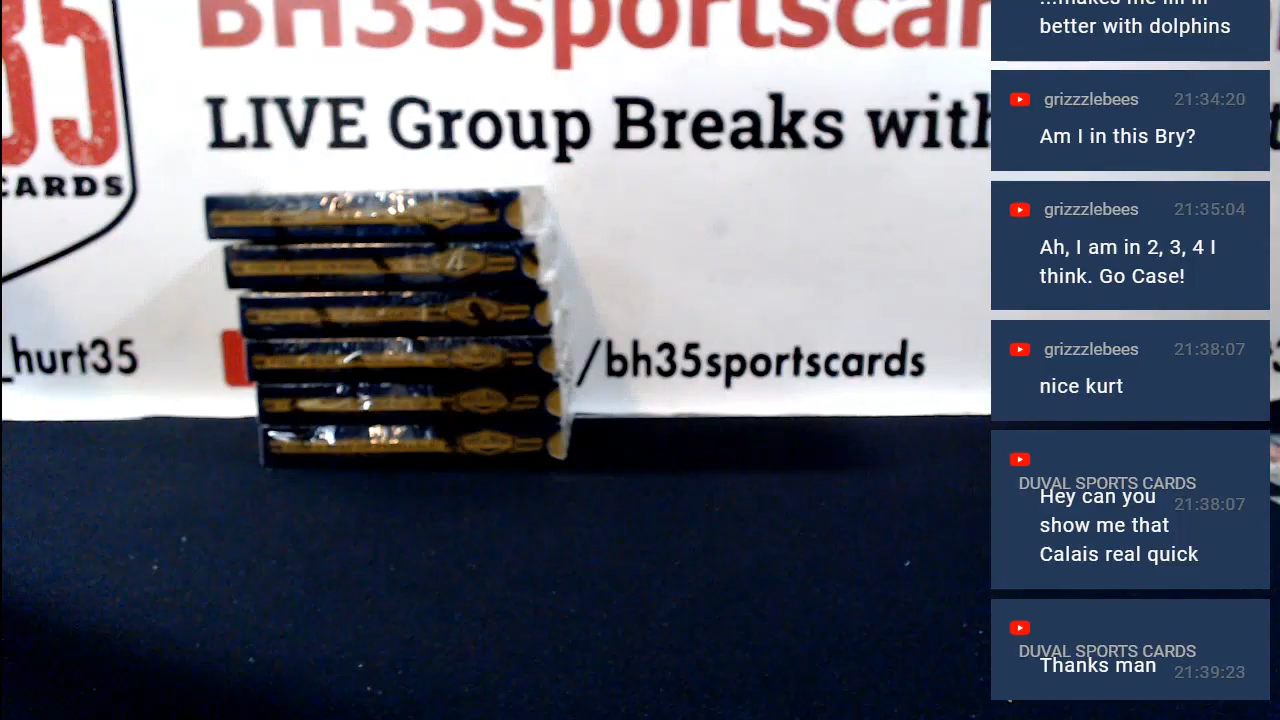 35
CARDS
BH35sportscar
LIVE Group Breaks with
_hurt35
/bh35sportscards
better with dolphins
grizzzlebees 21:34:20
Am I in this Bry?
grizzzlebees 21:35:04
Ah, I am in 2, 3, 4 I
think. Go Case!
grizzzlebees 21:38:07
nice kurt
DUVAL SPORTS CARDS
Hey can you 21:38:07
show me that
Calais real quick
DUVAL SPORTS CARDS
Thanks man 21:39:23